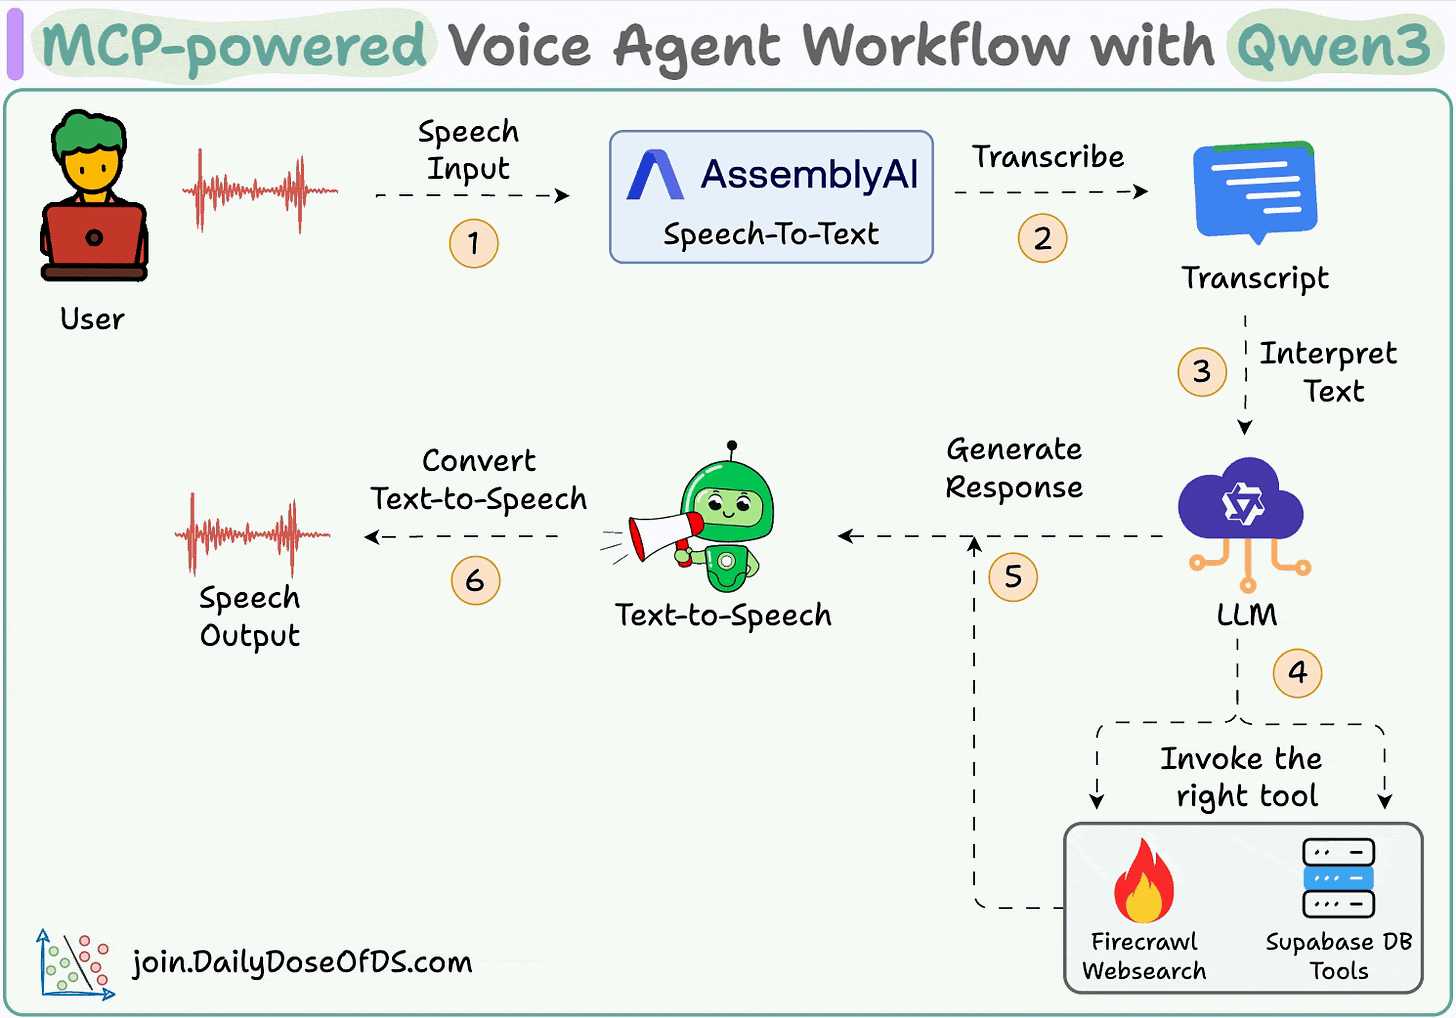 MCP-powered Voice Agent Workflow with Qwen3
Speech
Input
1
AssemblyAI
Speech-To-Text
Transcribe
2
Transcript
User
3
Interpret
Text
Generate
Response
5
LLM
Convert
Text-to-Speech
6
Text-to-Speech
Speech
Output
4
Invoke the
right tool
Firecrawl
Websearch
Supabase DB
Tools
join.DailyDoseOfDS.com